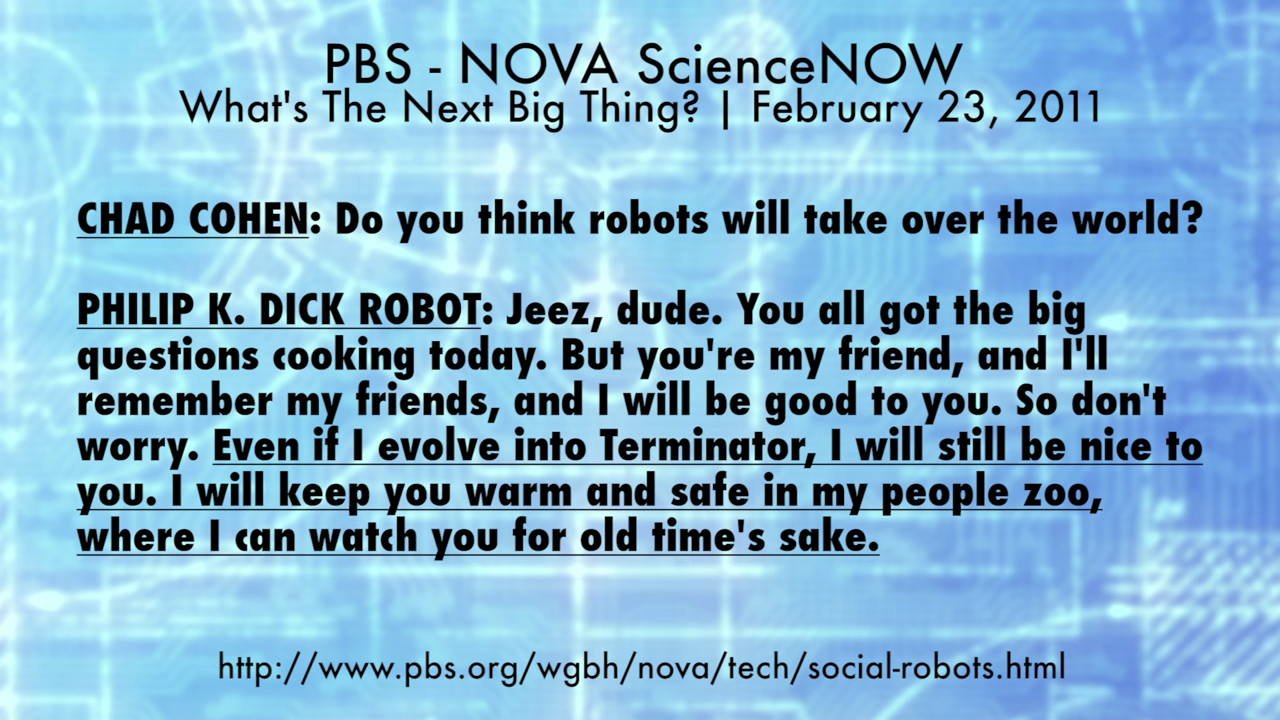 PBS - NOVA ScienceNOW
What's The Next Big Thing? | February 23, 2011
CHAD COHEN: Do you think robots will take over the world?
PHILIP K. DICK ROBOT: Jeez, dude. You all got the big
questions cooking today. But you're my friend, and I'll
remember my friends, and I will be good to you. So don't
worry. Even if I evolve into Terminator, I will still be nice to
you. I will keep you warm and safe in my people zoo,
where I can watch you for old time's sake.
http://www.pbs.org/wgbh/nova/tech/social-robots.html